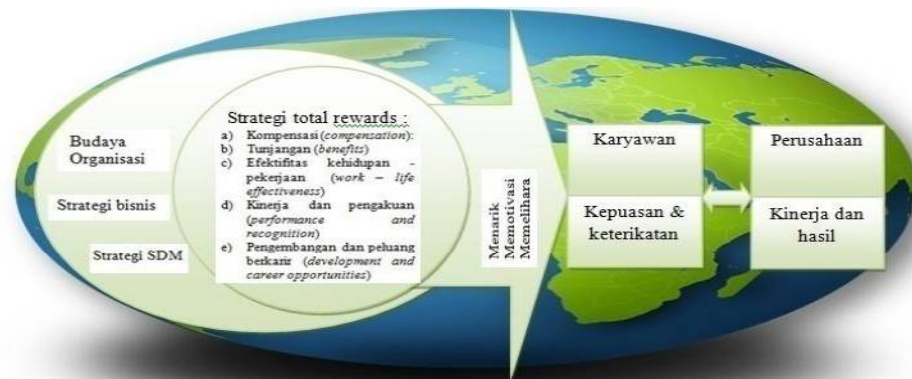 Budaya
Organisasi
Strategi bisnis
Strategi SDM
Strategi total rewards :
a) Kompensasi (compensation):
b) Tunjangan (benefits)
c) Efektifitas kehidupan -
pekerjaan (work – life
effectiveness)
d) Kinerja dan pengakuan
(performance and
recognition)
e) Pengembangan dan peluang
berkarir (development and
career opportunities)
Menarik
Memotivasi
Memelihara
Karyawan
Kepuasan &
keterikatan
Perusahaan
Kinerja dan
hasil